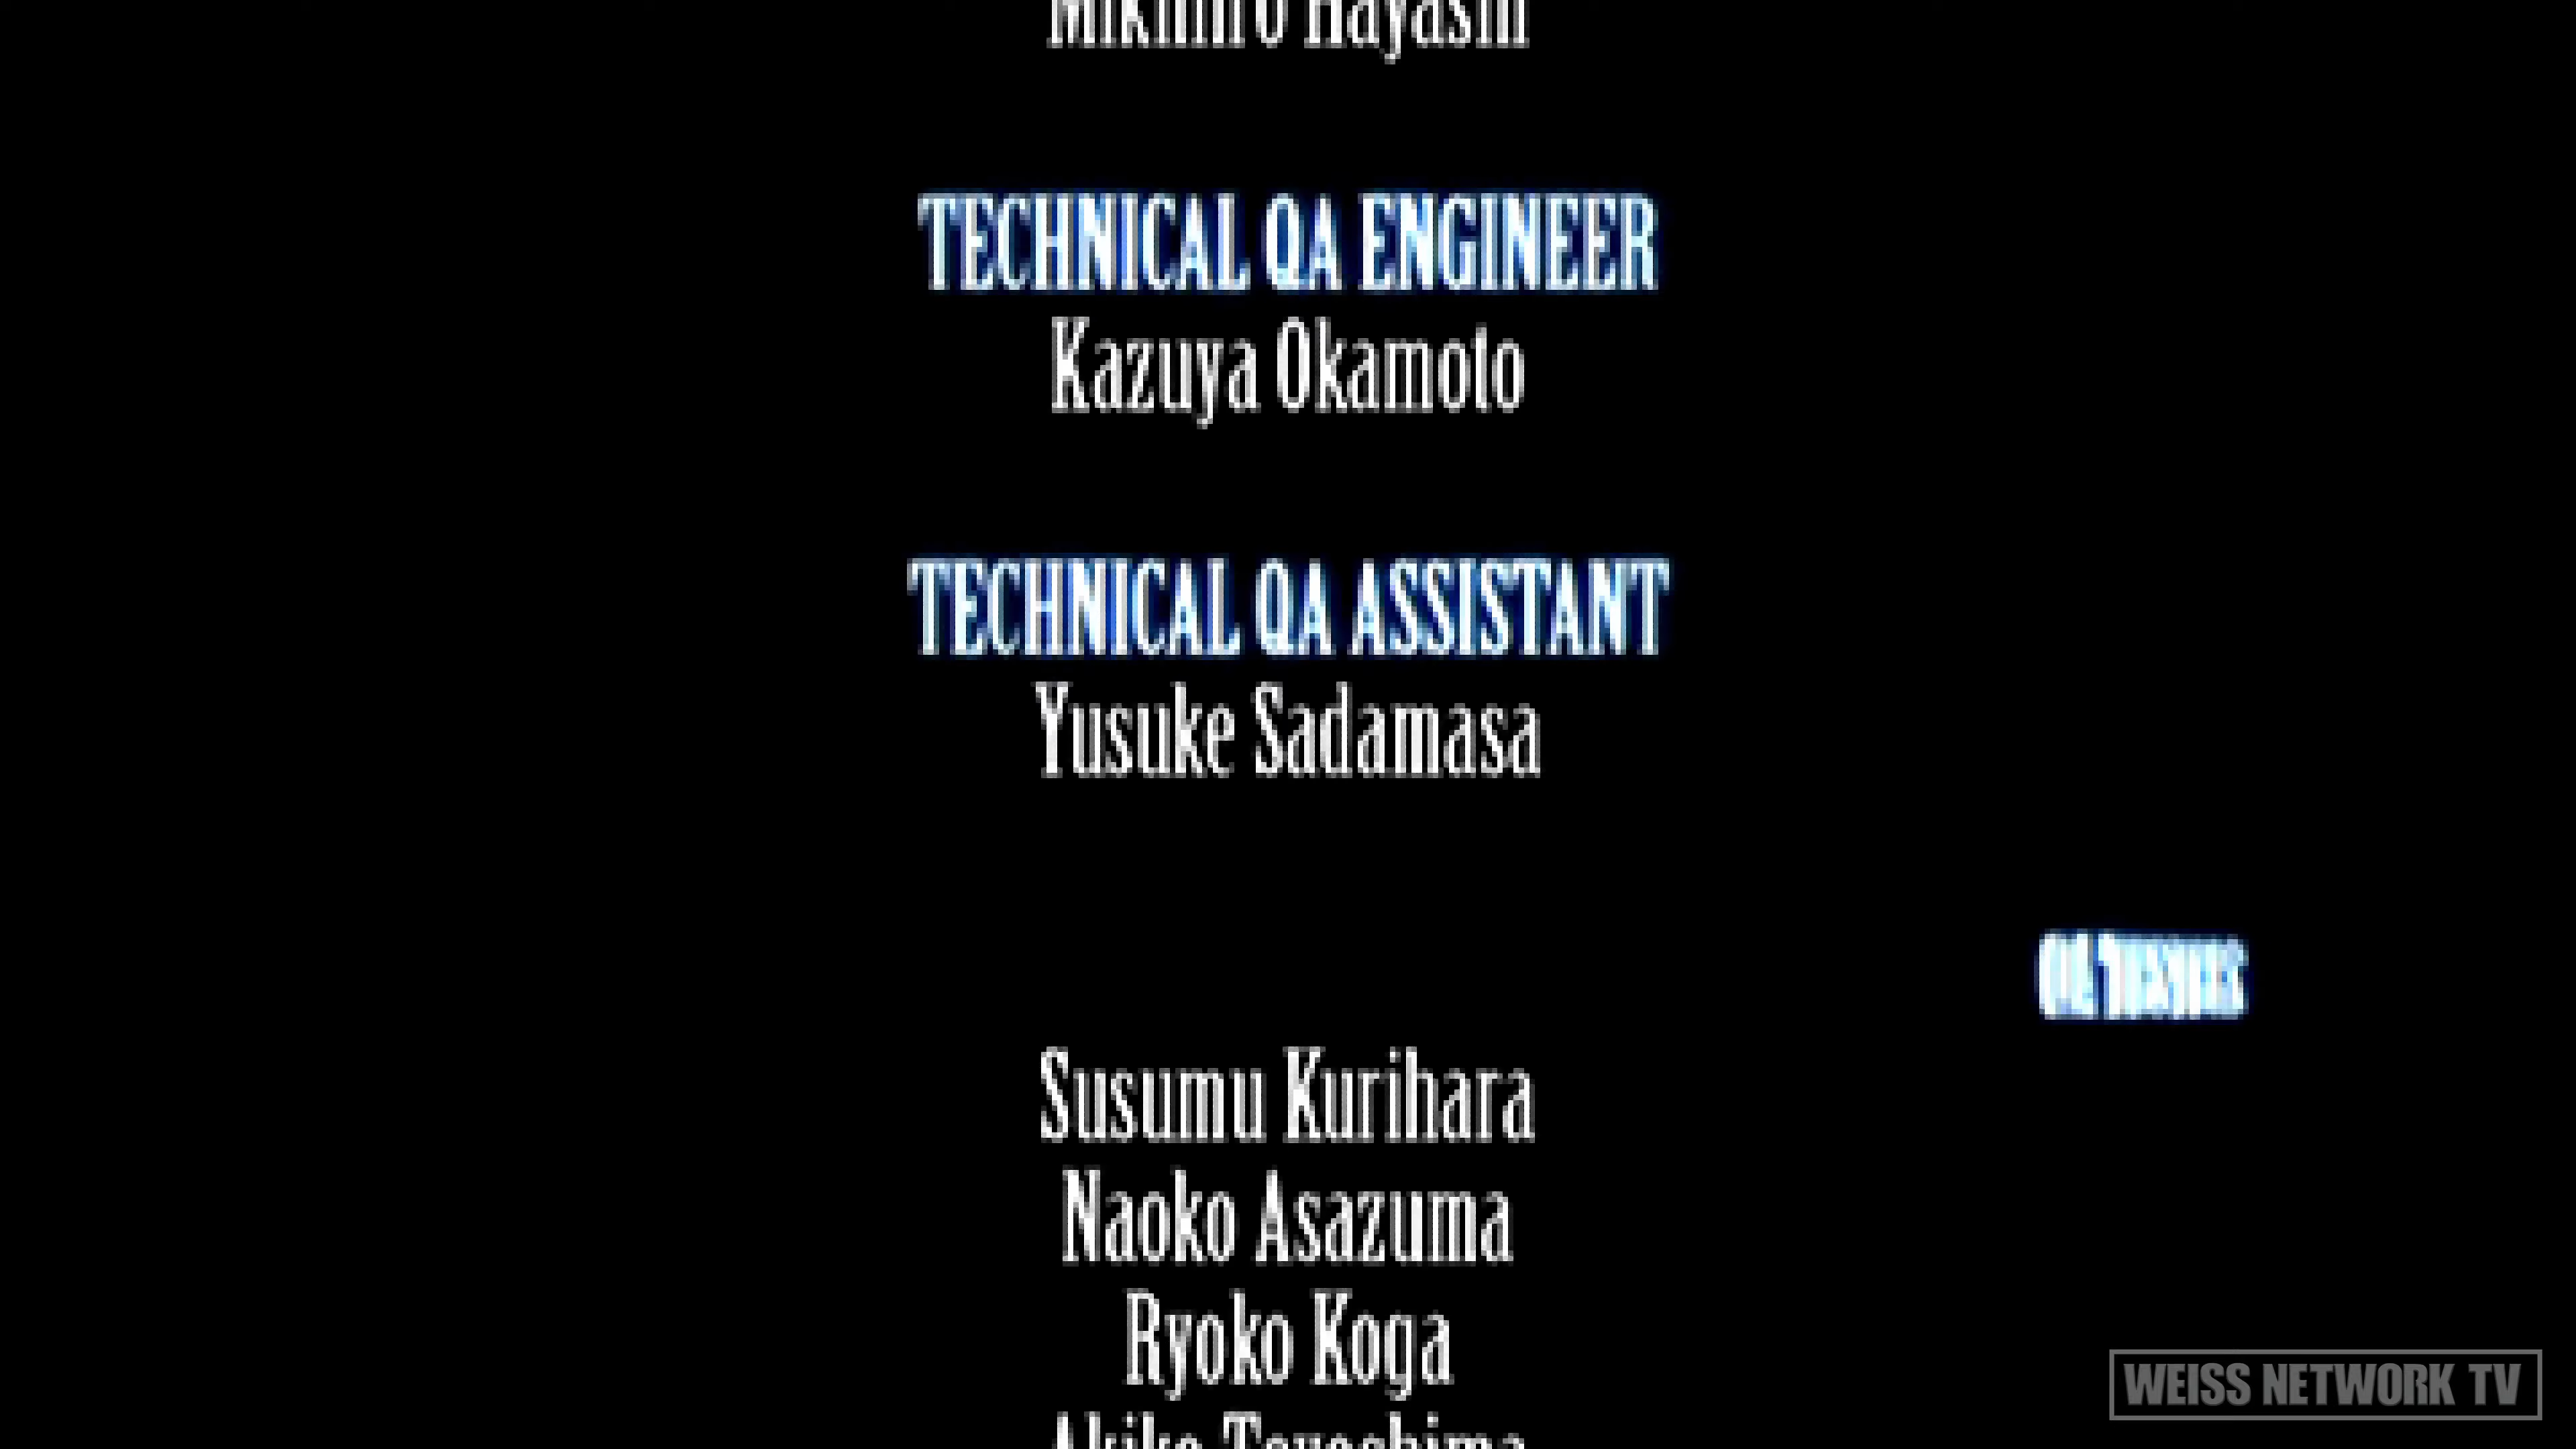 TECHNICAL QA ENGINEER
Kazuya Okamoto
TECHNICAL QA ASSISTANT
Yusuke Sadamasa
Susumu Kurihara
Naoko Asazuma
Ryoko Koga
WEISS NETWORK TV